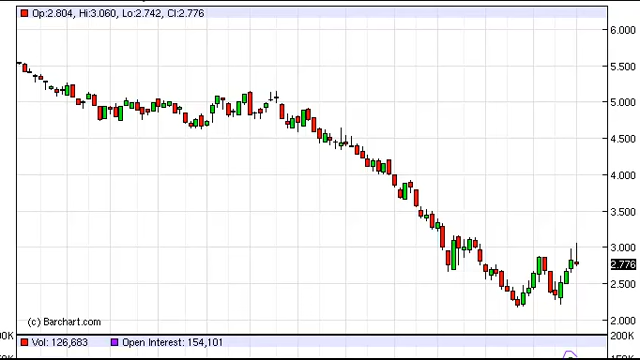 Op:2.804, Hi:3.060, Lo:2.742, Cl:2.776
6.000
5.500
5.000
4.500
4.000
3.500
3.000
2.776
2.500
2.000
(c) Barchart.com
00K Vol: 126,683 Open Interest: 154,101 200K
150K